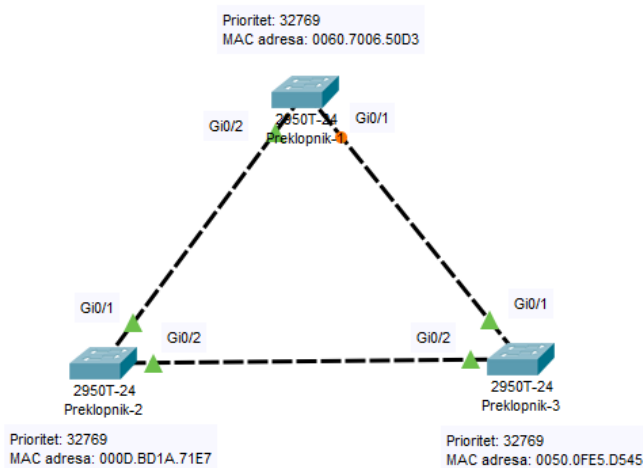 Prioritet: 32769
MAC adresa: 0060.7006.50D3
Gi0/2
2950T-24
Gi0/1
Preklopnik-1
Gi0/1
Gi0/2
Gi0/2
Gi0/1
2950T-24
Preklopnik-2
2950T-24
Preklopnik-3
Prioritet: 32769
MAC adresa: 000D.BD1A.71E7
Prioritet: 32769
MAC adresa: 0050.0FE5.D545